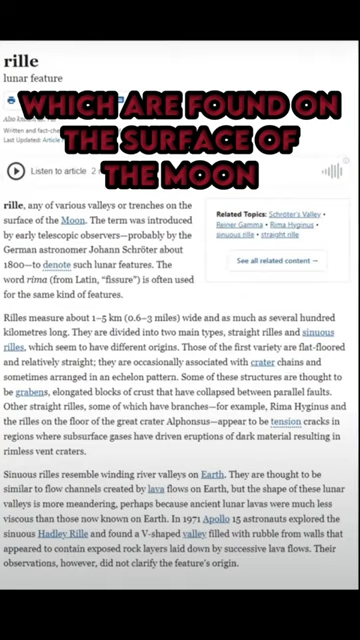 rille
lunar feature
WHICH ARE FOUND ON
THE SURFACE OF
THE MOON
Written and fact-che
Last Updated: Article
Listen to article 2
rille, any of various valleys or trenches on the
surface of the Moon. The term was introduced
by early telescopic observers—probably by the
German astronomer Johann Schröter about
1800—to denote such lunar features. The
word rima (from Latin, “fissure”) is often used
for the same kind of features.
Related Topics: Schröter's Valley •
Reiner Gamma • Rima Hyginus •
sinuous rille • straight rille
See all related content →
Rilles measure about 1–5 km (0.6–3 miles) wide and as much as several hundred
kilometres long. They are divided into two main types, straight rilles and sinuous
rilles, which seem to have different origins. Those of the first variety are flat-floored
and relatively straight; they are occasionally associated with crater chains and
sometimes arranged in an echelon pattern. Some of these structures are thought to
be grabens, elongated blocks of crust that have collapsed between parallel faults.
Other straight rilles, some of which have branches—for example, Rima Hyginus and
the rilles on the floor of the great crater Alphonsus—appear to be tension cracks in
regions where subsurface gases have driven eruptions of dark material resulting in
rimless vent craters.
Sinuous rilles resemble winding river valleys on Earth. They are thought to be
similar to flow channels created by lava flows on Earth, but the shape of these lunar
valleys is more meandering, perhaps because ancient lunar lavas were much less
viscous than those now known on Earth. In 1971 Apollo 15 astronauts explored the
sinuous Hadley Rille and found a V-shaped valley filled with rubble from walls that
appeared to contain exposed rock layers laid down by successive lava flows. Their
observations, however, did not clarify the feature's origin.